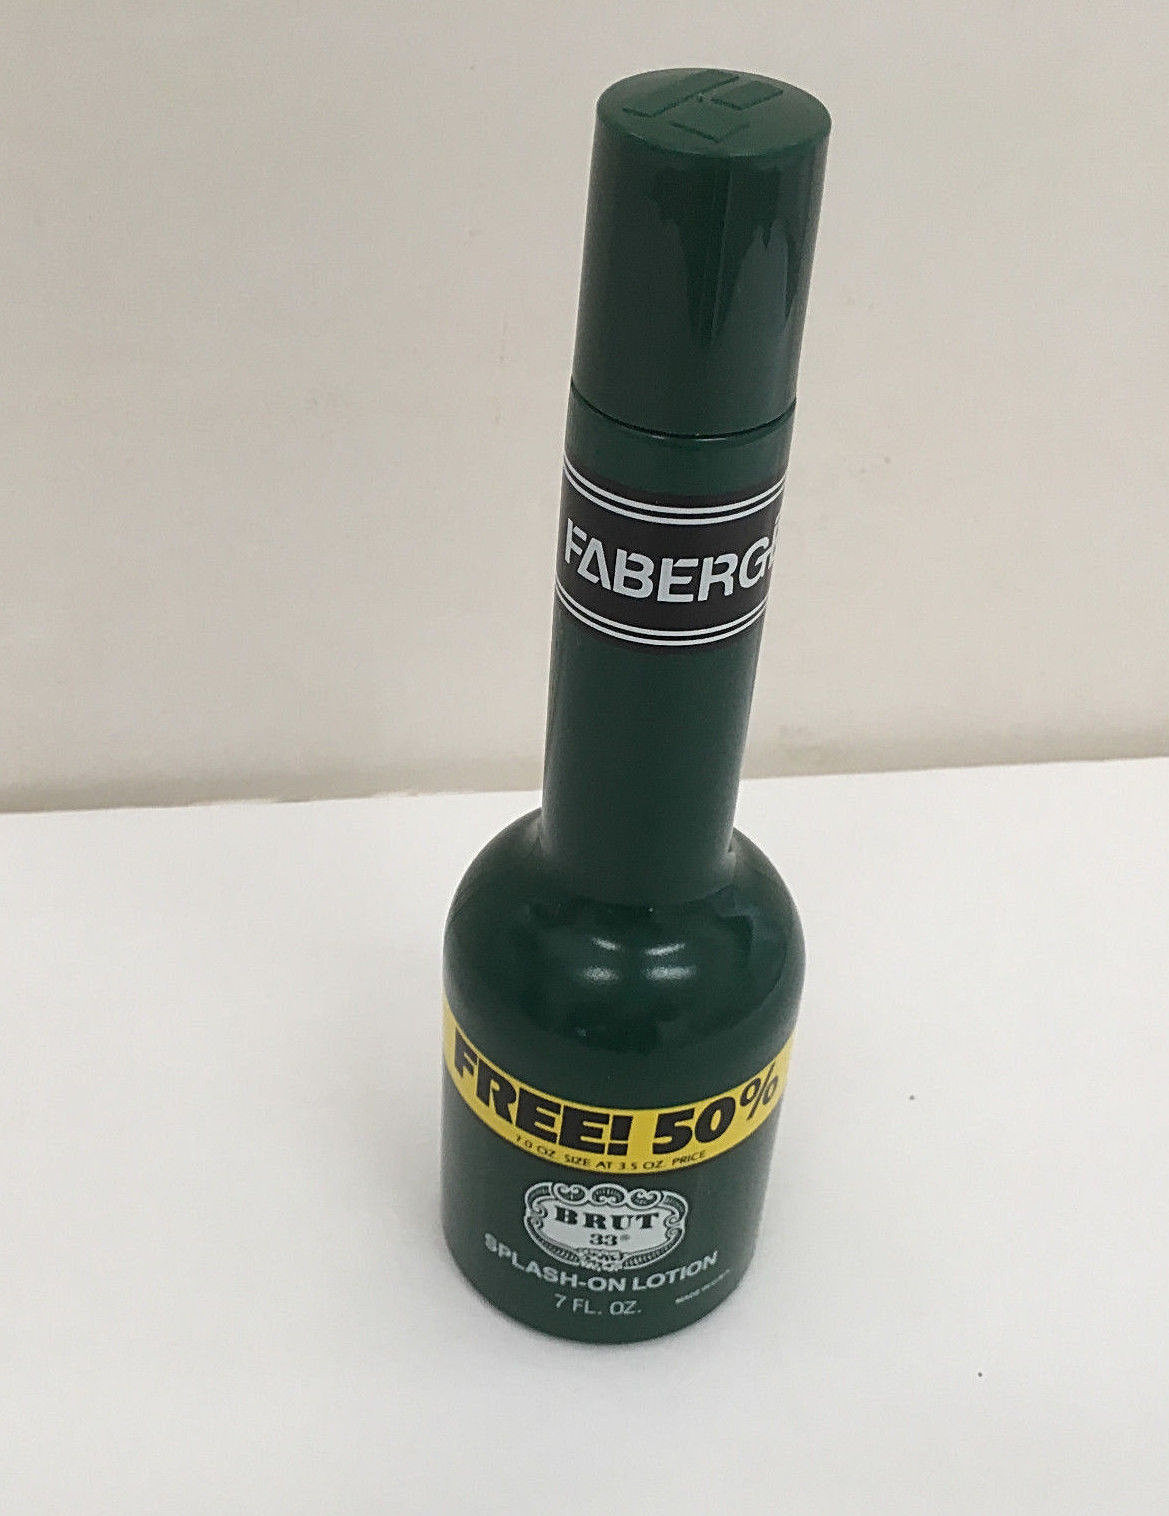 FABERGÉ
FREE! 50%
7.0 OZ. SIZE AT 3.5 OZ. PRICE
BRUT
33®
SPLASH-ON LOTION
7 FL. OZ.